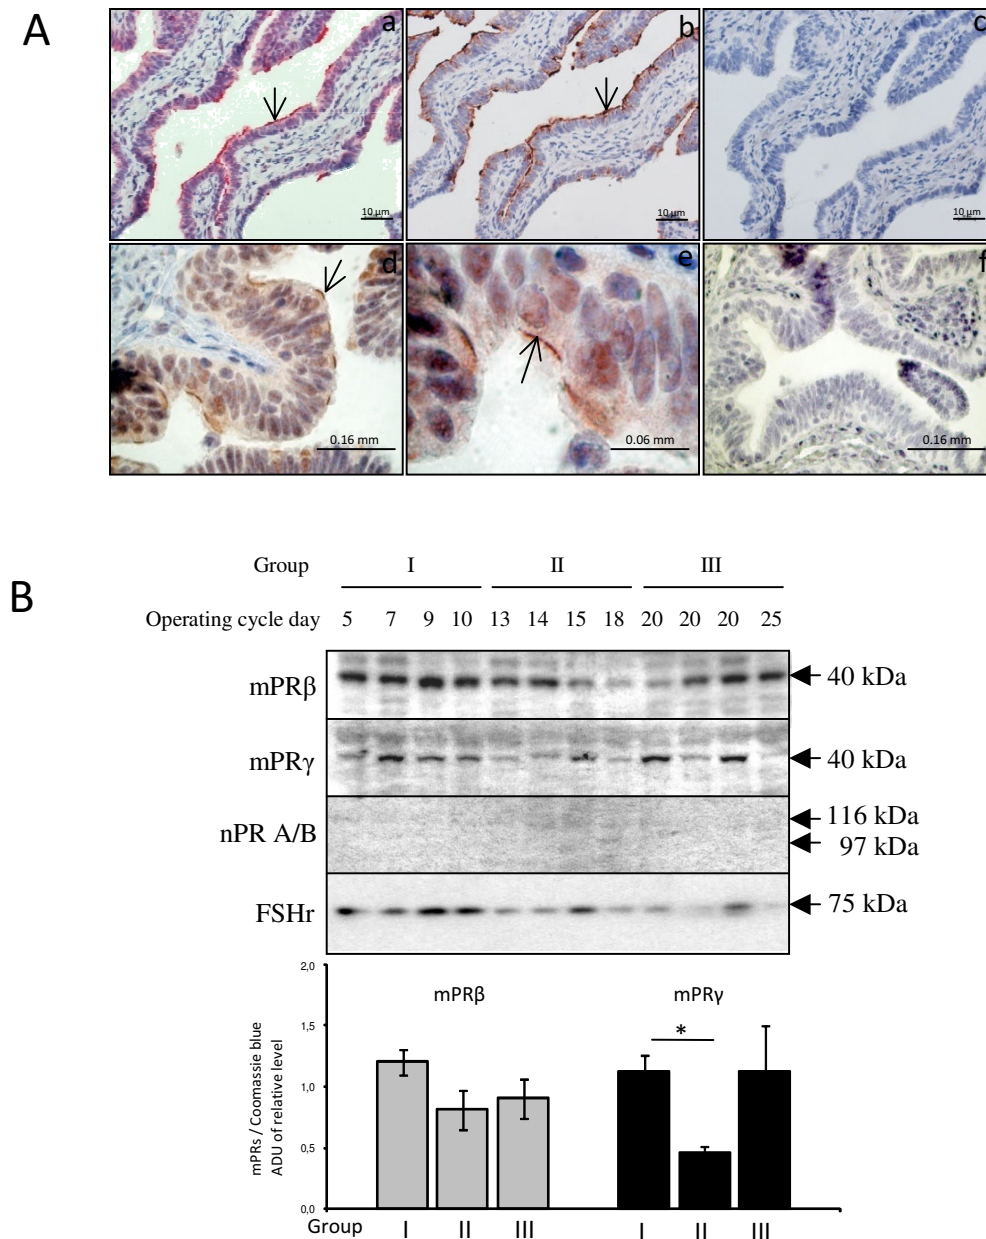 A
a
b
c
10 µm
10 µm
10 µm
d
e
f
0.16 mm
0.06 mm
0.16 mm
B
Group I II III
Operating cycle day 5 7 9 10 13 14 15 18 20 20 20 25
mPRβ 40 kDa
mPRγ 40 kDa
nPR A/B 116 kDa
97 kDa
FSHr 75 kDa
mPRs / Coomassie blue
ADU of relative level
2,0
1,5
1,0
0,5
0,0
mPRβ mPRγ
*
Group I II III I II III